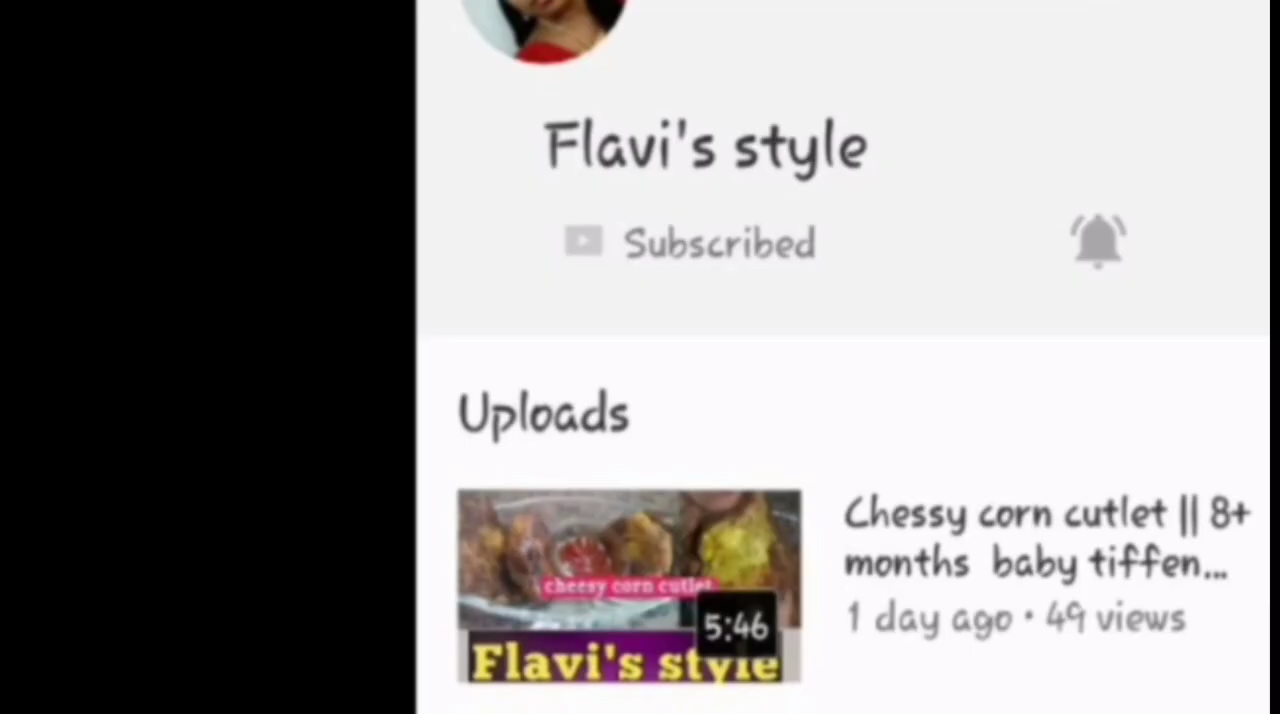 Flavi's style
Subscribed
Uploads
Chessy corn cutlet || 8+
months baby tiffen...
1 day ago • 49 views
cheesy corn cutlet
5:46
Flavi's style